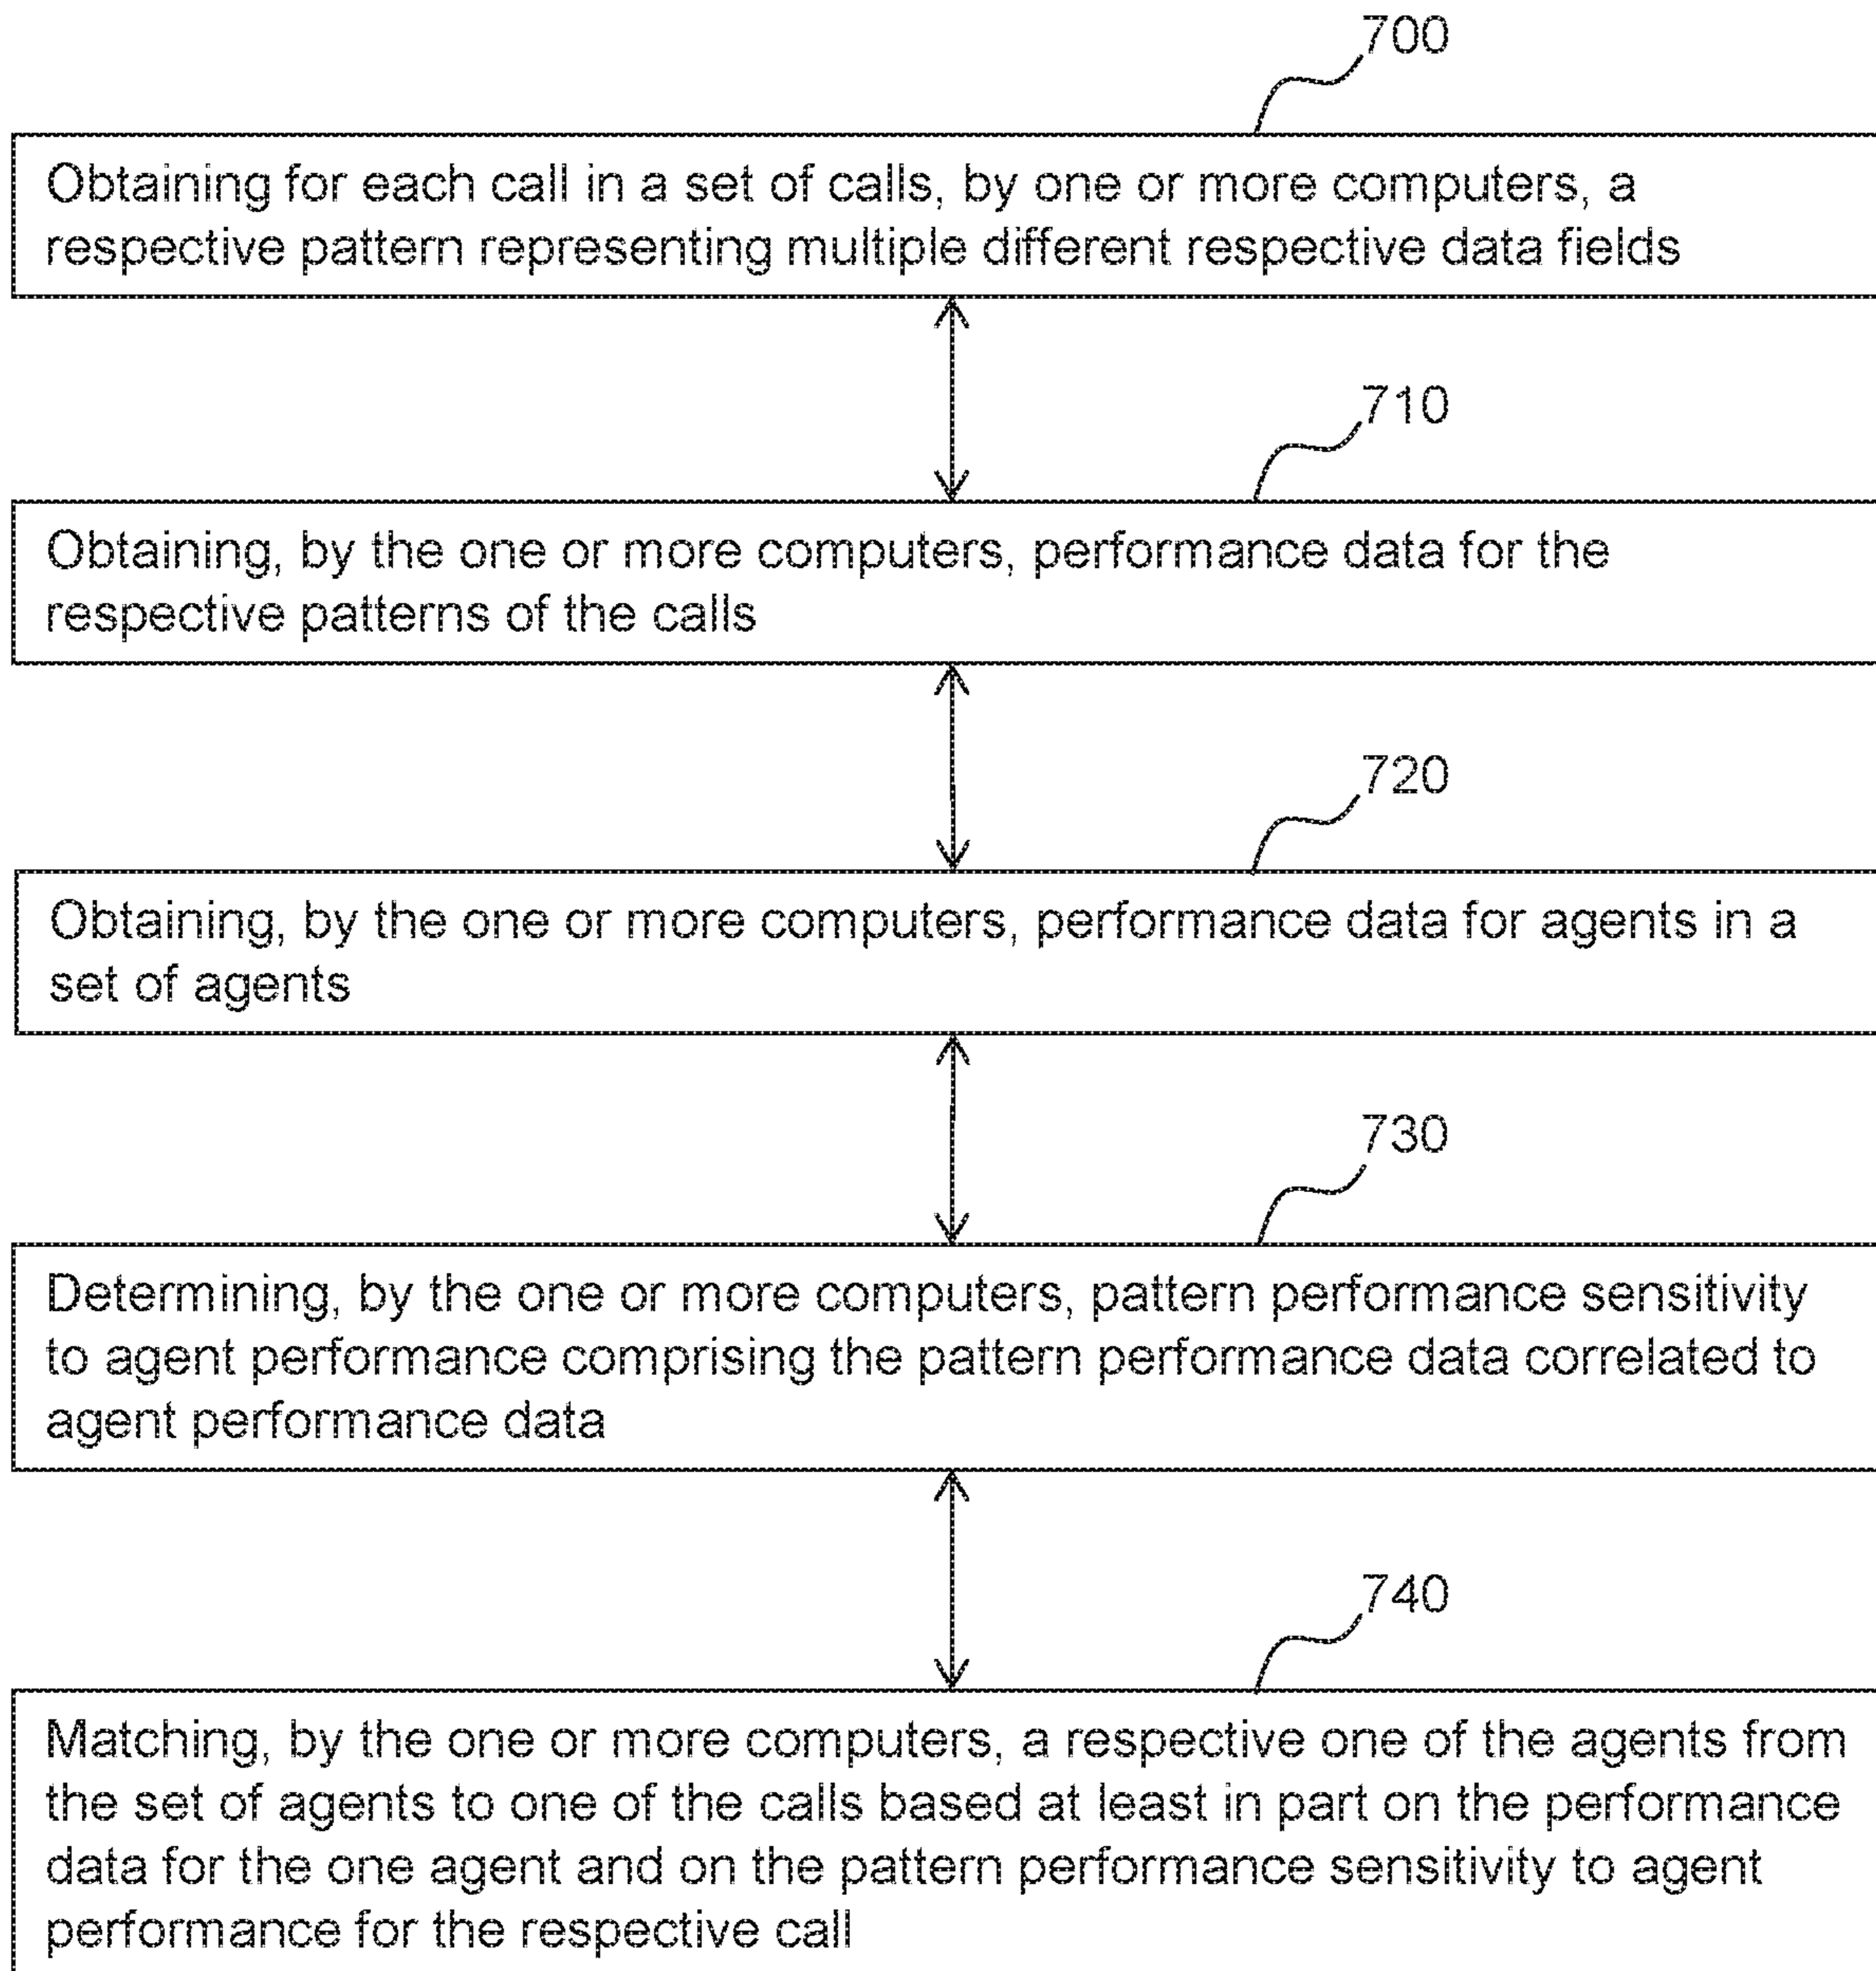 700
Obtaining for each call in a set of calls, by one or more computers, a
respective pattern representing multiple different respective data fields
710
Obtaining, by the one or more computers, performance data for the
respective patterns of the calls
720
Obtaining, by the one or more computers, performance data for agents in a
set of agents
730
Determining, by the one or more computers, pattern performance sensitivity
to agent performance comprising the pattern performance data correlated to
agent performance data
740
Matching, by the one or more computers, a respective one of the agents from
the set of agents to one of the calls based at least in part on the performance
data for the one agent and on the pattern performance sensitivity to agent
performance for the respective call